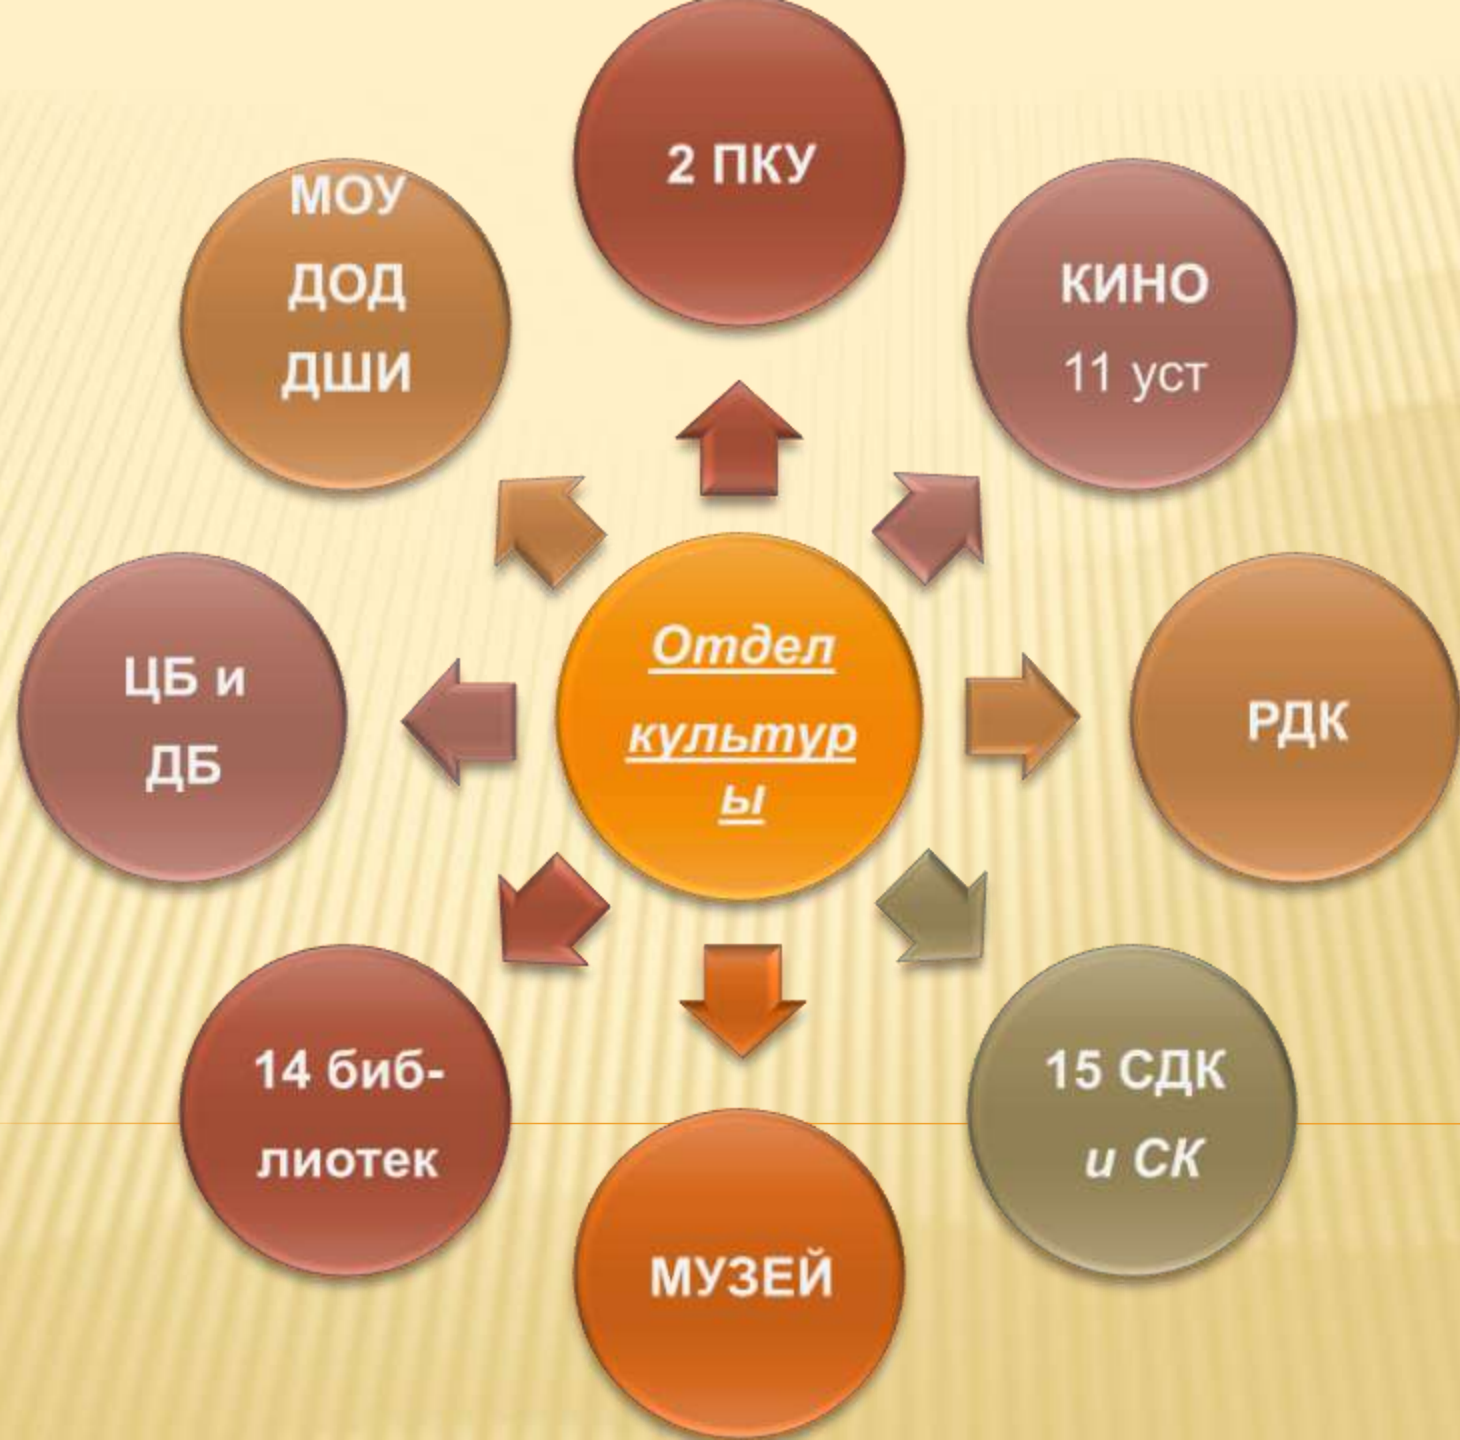 2 ПКУ
МОУ
ДОД
ДШИ
КИНО
11 уст
Отдел
культур
ы
ЦБ и
ДБ
РДК
14 биб-
лиотек
15 СДК
и СК
МУЗЕЙ